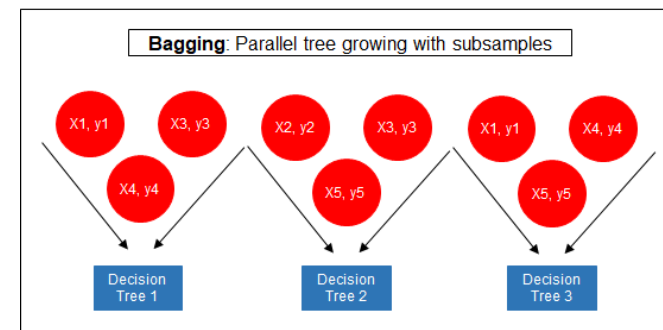 Bagging: Parallel tree growing with subsamples
X1, y1
X3, y3
X4, y4
X2, y2
X3, y3
X5, y5
X1, y1
X4, y4
X5, y5
Decision
Tree 1
Decision
Tree 2
Decision
Tree 3